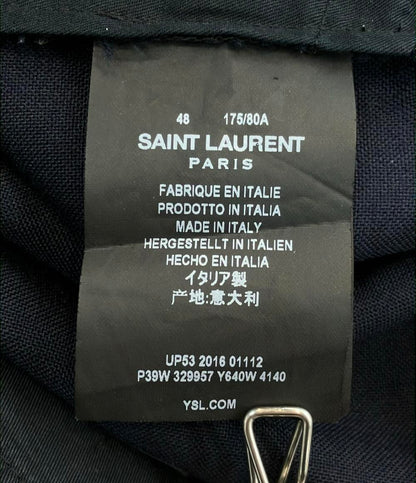 48 175/80A
SAINT LAURENT
PARIS
FABRIQUE EN ITALIE
PRODOTTO IN ITALIA
MADE IN ITALY
HERGESTELLT IN ITALIEN
HECHO EN ITALIA
イタリア製
产地:意大利
UP53 2016 01112
P39W 329957 Y640W 4140
YSL.COM